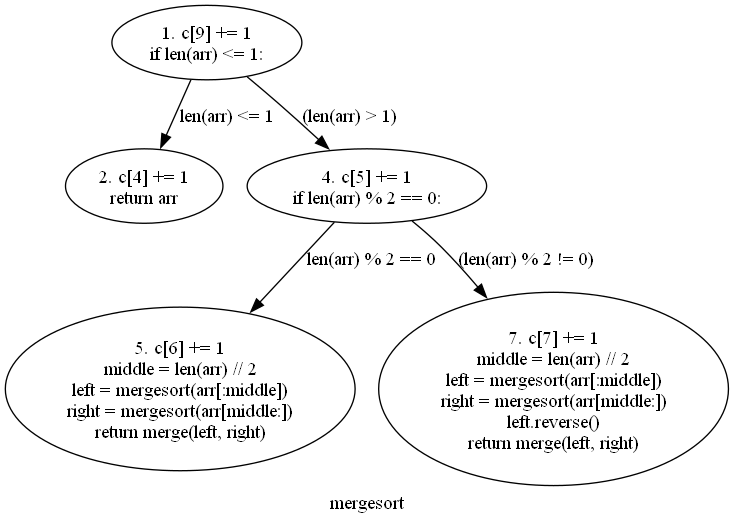 1. c[9] += 1
if len(arr) <= 1:
len(arr) <= 1
(len(arr) > 1)
2. c[4] += 1
return arr
4. c[5] += 1
if len(arr) % 2 == 0:
len(arr) % 2 == 0
(len(arr) % 2 != 0)
5. c[6] += 1
middle = len(arr) // 2
left = mergesort(arr[:middle])
right = mergesort(arr[middle:])
return merge(left, right)
7. c[7] += 1
middle = len(arr) // 2
left = mergesort(arr[:middle])
right = mergesort(arr[middle:])
left.reverse()
return merge(left, right)
mergesort